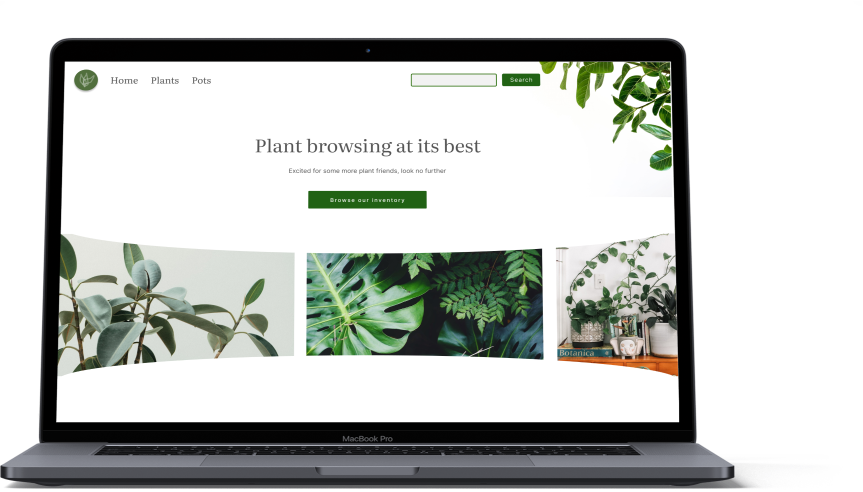 Home Plants Pots
Search
Plant browsing at its best
Excited for some more plant friends, look no further
Browse our inventory
Botanica
MacBook Pro